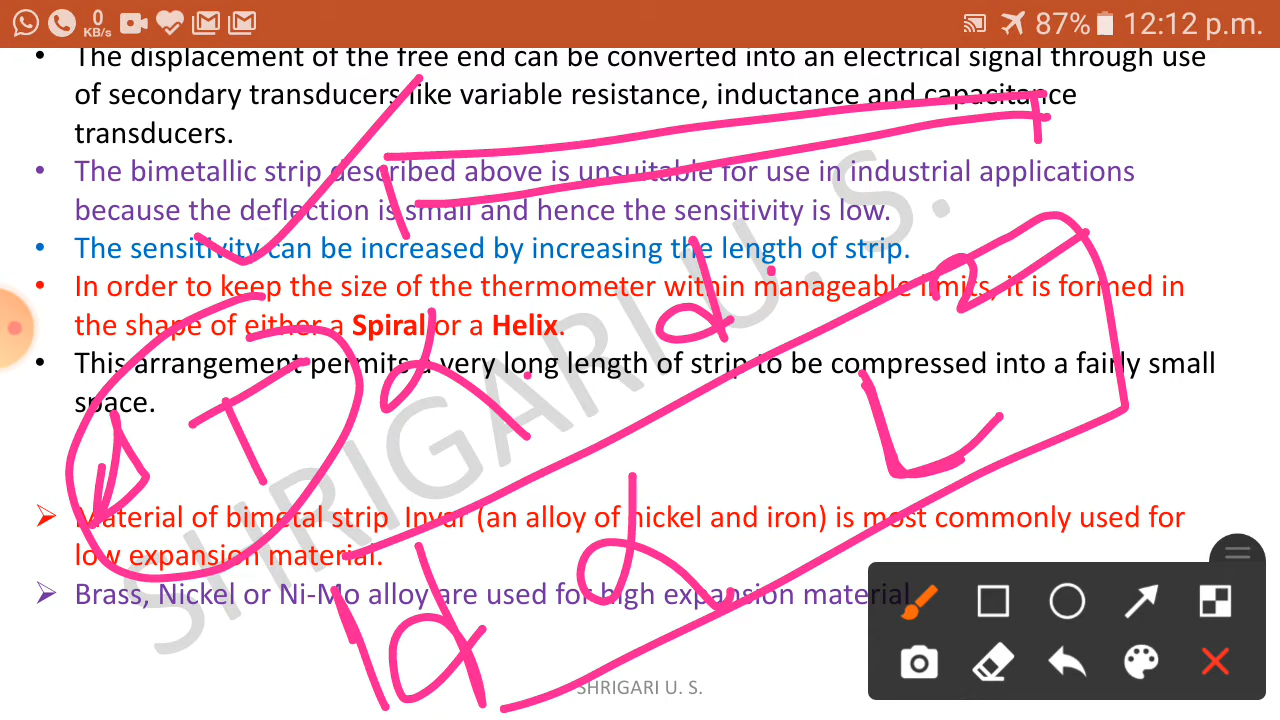 0 KB/s 87% 12:12 p.m.
• The displacement of the free end can be converted into an electrical signal through use
of secondary transducers like variable resistance, inductance and capacitance
transducers.
• The bimetallic strip described above is unsuitable for use in industrial applications
because the deflection is small and hence the sensitivity is low.
• The sensitivity can be increased by increasing the length of strip.
• In order to keep the size of the thermometer within manageable limits, it is formed in
the shape of either a Spiral or a Helix.
• This arrangement permits a very long length of strip to be compressed into a fairly small
space.
➢ Material of bimetal strip Invar (an alloy of nickel and iron) is most commonly used for
low expansion material.
➢ Brass, Nickel or Ni-Mo alloy are used for high expansion material
SHRIGARI U. S.
SHRIGARI U. S.